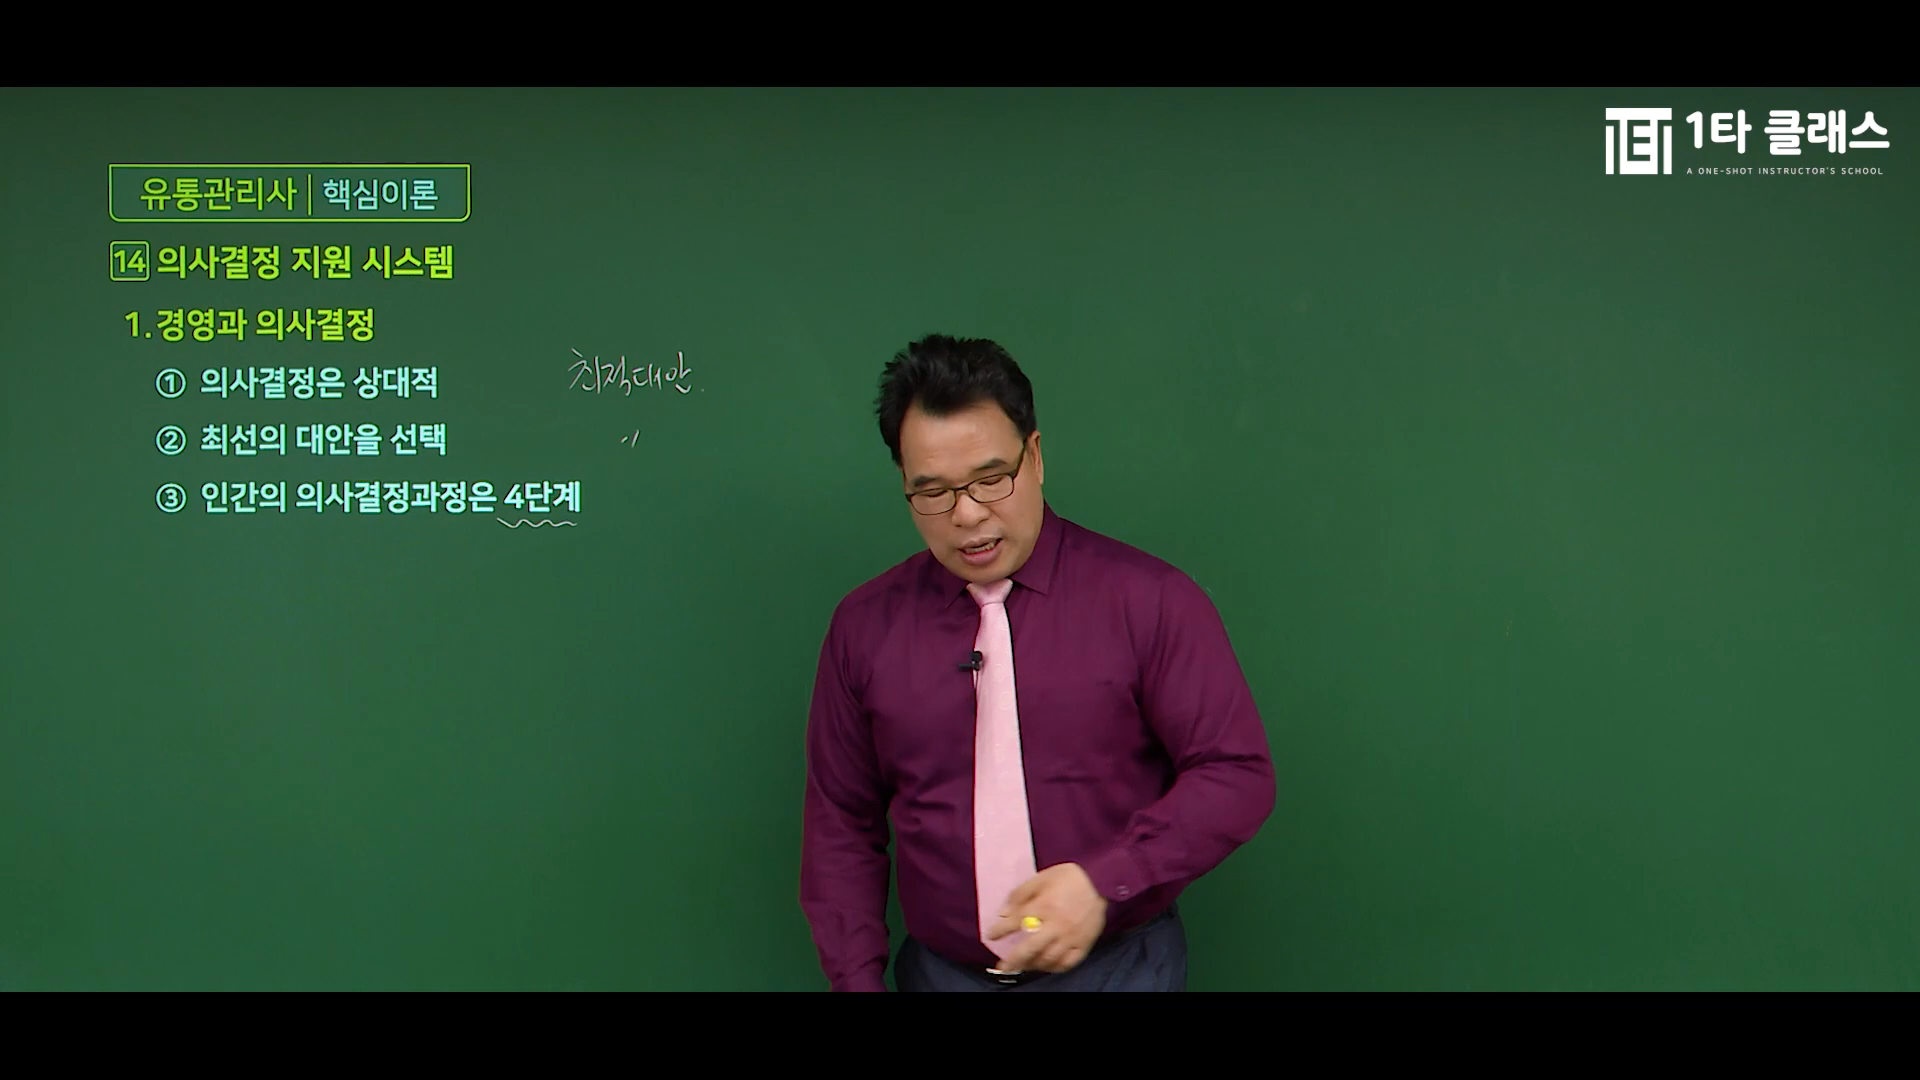 1타 클래스
A ONE-SHOT INSTRUCTOR'S SCHOOL
유통관리사 | 핵심이론
14 의사결정 지원 시스템
1. 경영과 의사결정
① 의사결정은 상대적
최적대안.
② 최선의 대안을 선택
③ 인간의 의사결정과정은 4단계